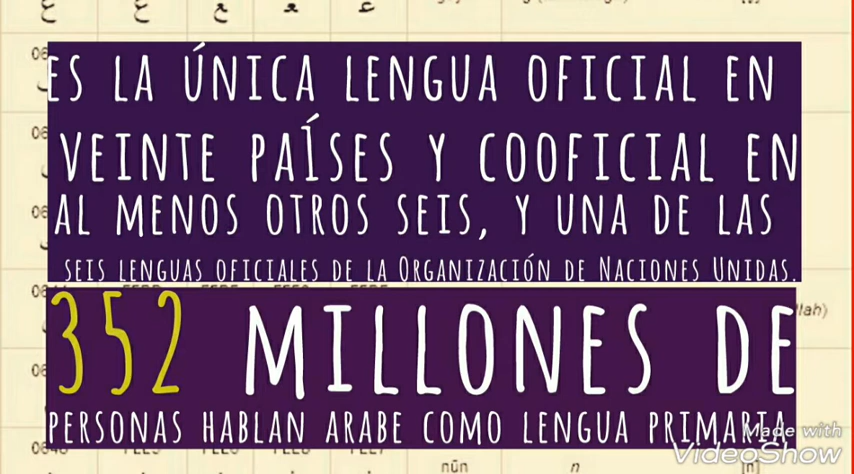 ES LA ÚNICA LENGUA OFICIAL EN
VEINTE PAÍSES Y COOFICIAL EN
AL MENOS OTROS SEIS, Y UNA DE LAS
SEIS LENGUAS OFICIALES DE LA ORGANIZACIÓN DE NACIONES UNIDAS.
llah)
352 MILLONES DE
PERSONAS HABLAN ARABE COMO LENGUA PRIMARIA
Made with
VideoShow
nūn n [n]